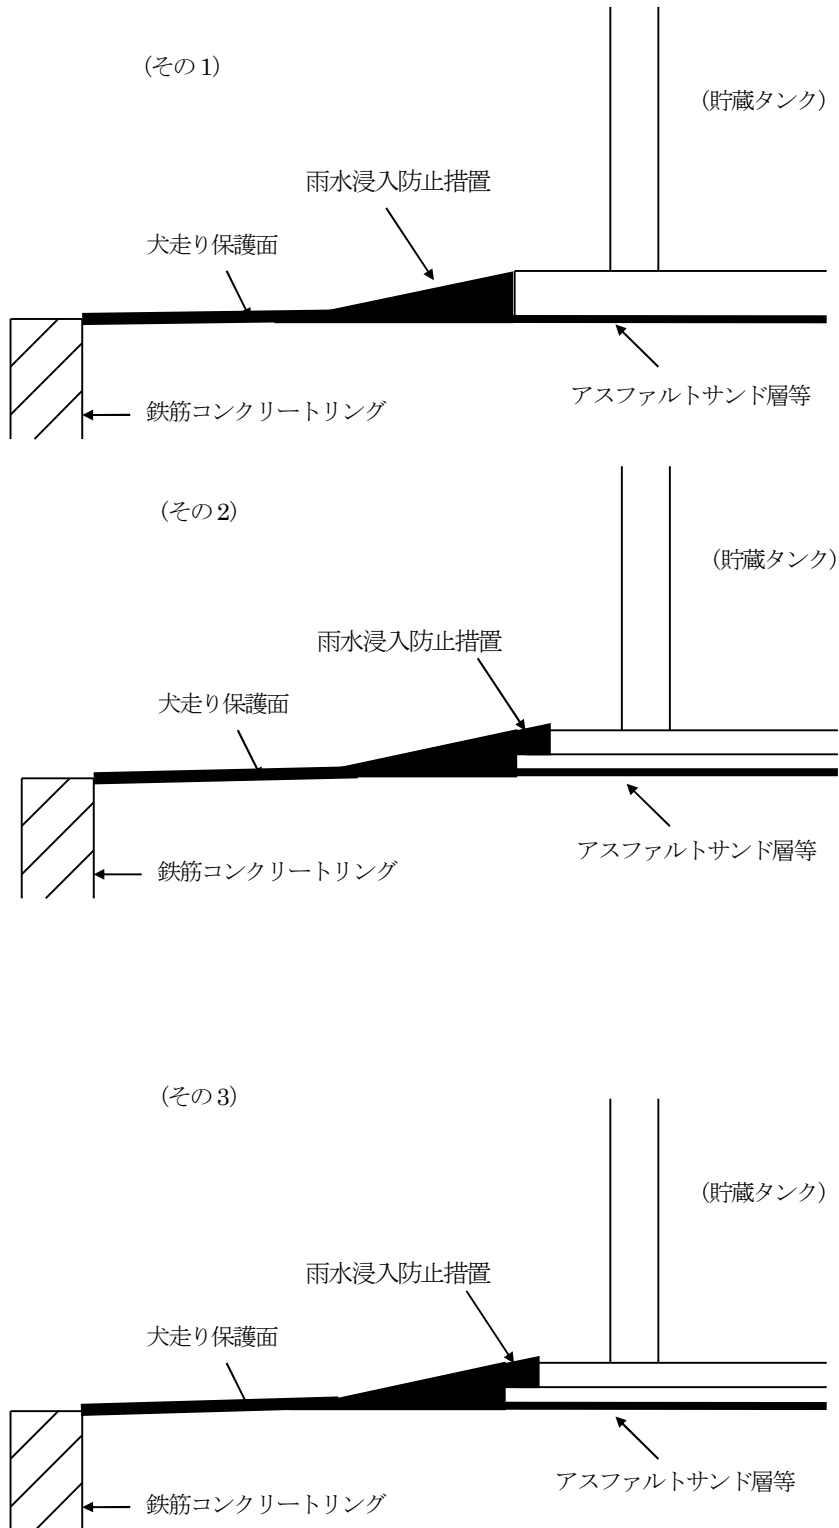 (その1)
(貯蔵タンク)
雨水浸入防止措置
犬走り保護面
アスファルトサンド層等
鉄筋コンクリートリング
(その2)
(貯蔵タンク)
雨水浸入防止措置
犬走り保護面
アスファルトサンド層等
鉄筋コンクリートリング
(その3)
(貯蔵タンク)
雨水浸入防止措置
犬走り保護面
アスファルトサンド層等
鉄筋コンクリートリング